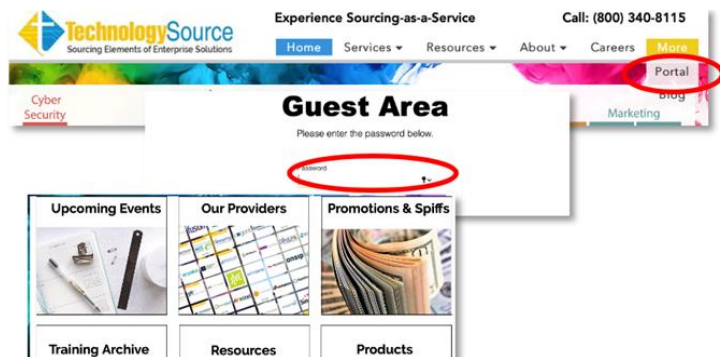 TechnologySource
Sourcing Elements of Enterprise Solutions
Experience Sourcing-as-a-Service
Call: (800) 340-8115
Home Services Resources About Careers More
Portal
Blog
Cyber
Security
Marketing
Guest Area
Please enter the password below.
Password
Upcoming Events
Our Providers
Promotions & Spiffs
onsip
Training Archive
Resources
Products